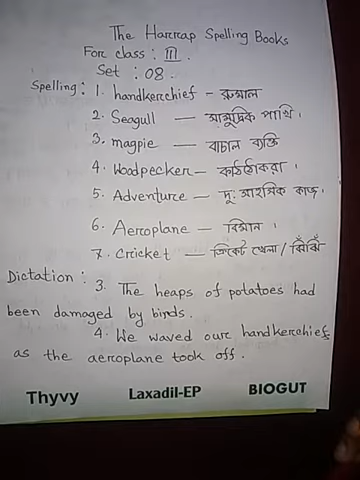 The Harrap Spelling Books
For class : III
Set : 08.
Spelling : 1. handkerchief - রুমাল
2. Seagull — সামুদ্রিক পাখি।
3. magpie — বাচাল ব্যক্তি
4. Woodpecker — কাঠঠোকরা।
5. Adventure — দুঃসাহসিক কাজ।
6. Aeroplane — বিমান।
7. Cricket — ক্রিকেট খেলা / ঝিঁঝিঁ
Dictation : 3. The heaps of potatoes had
been damaged by birds.
4. We waved our handkerchiefs
as the aeroplane took off.
Thyvy Laxadil-EP BIOGUT